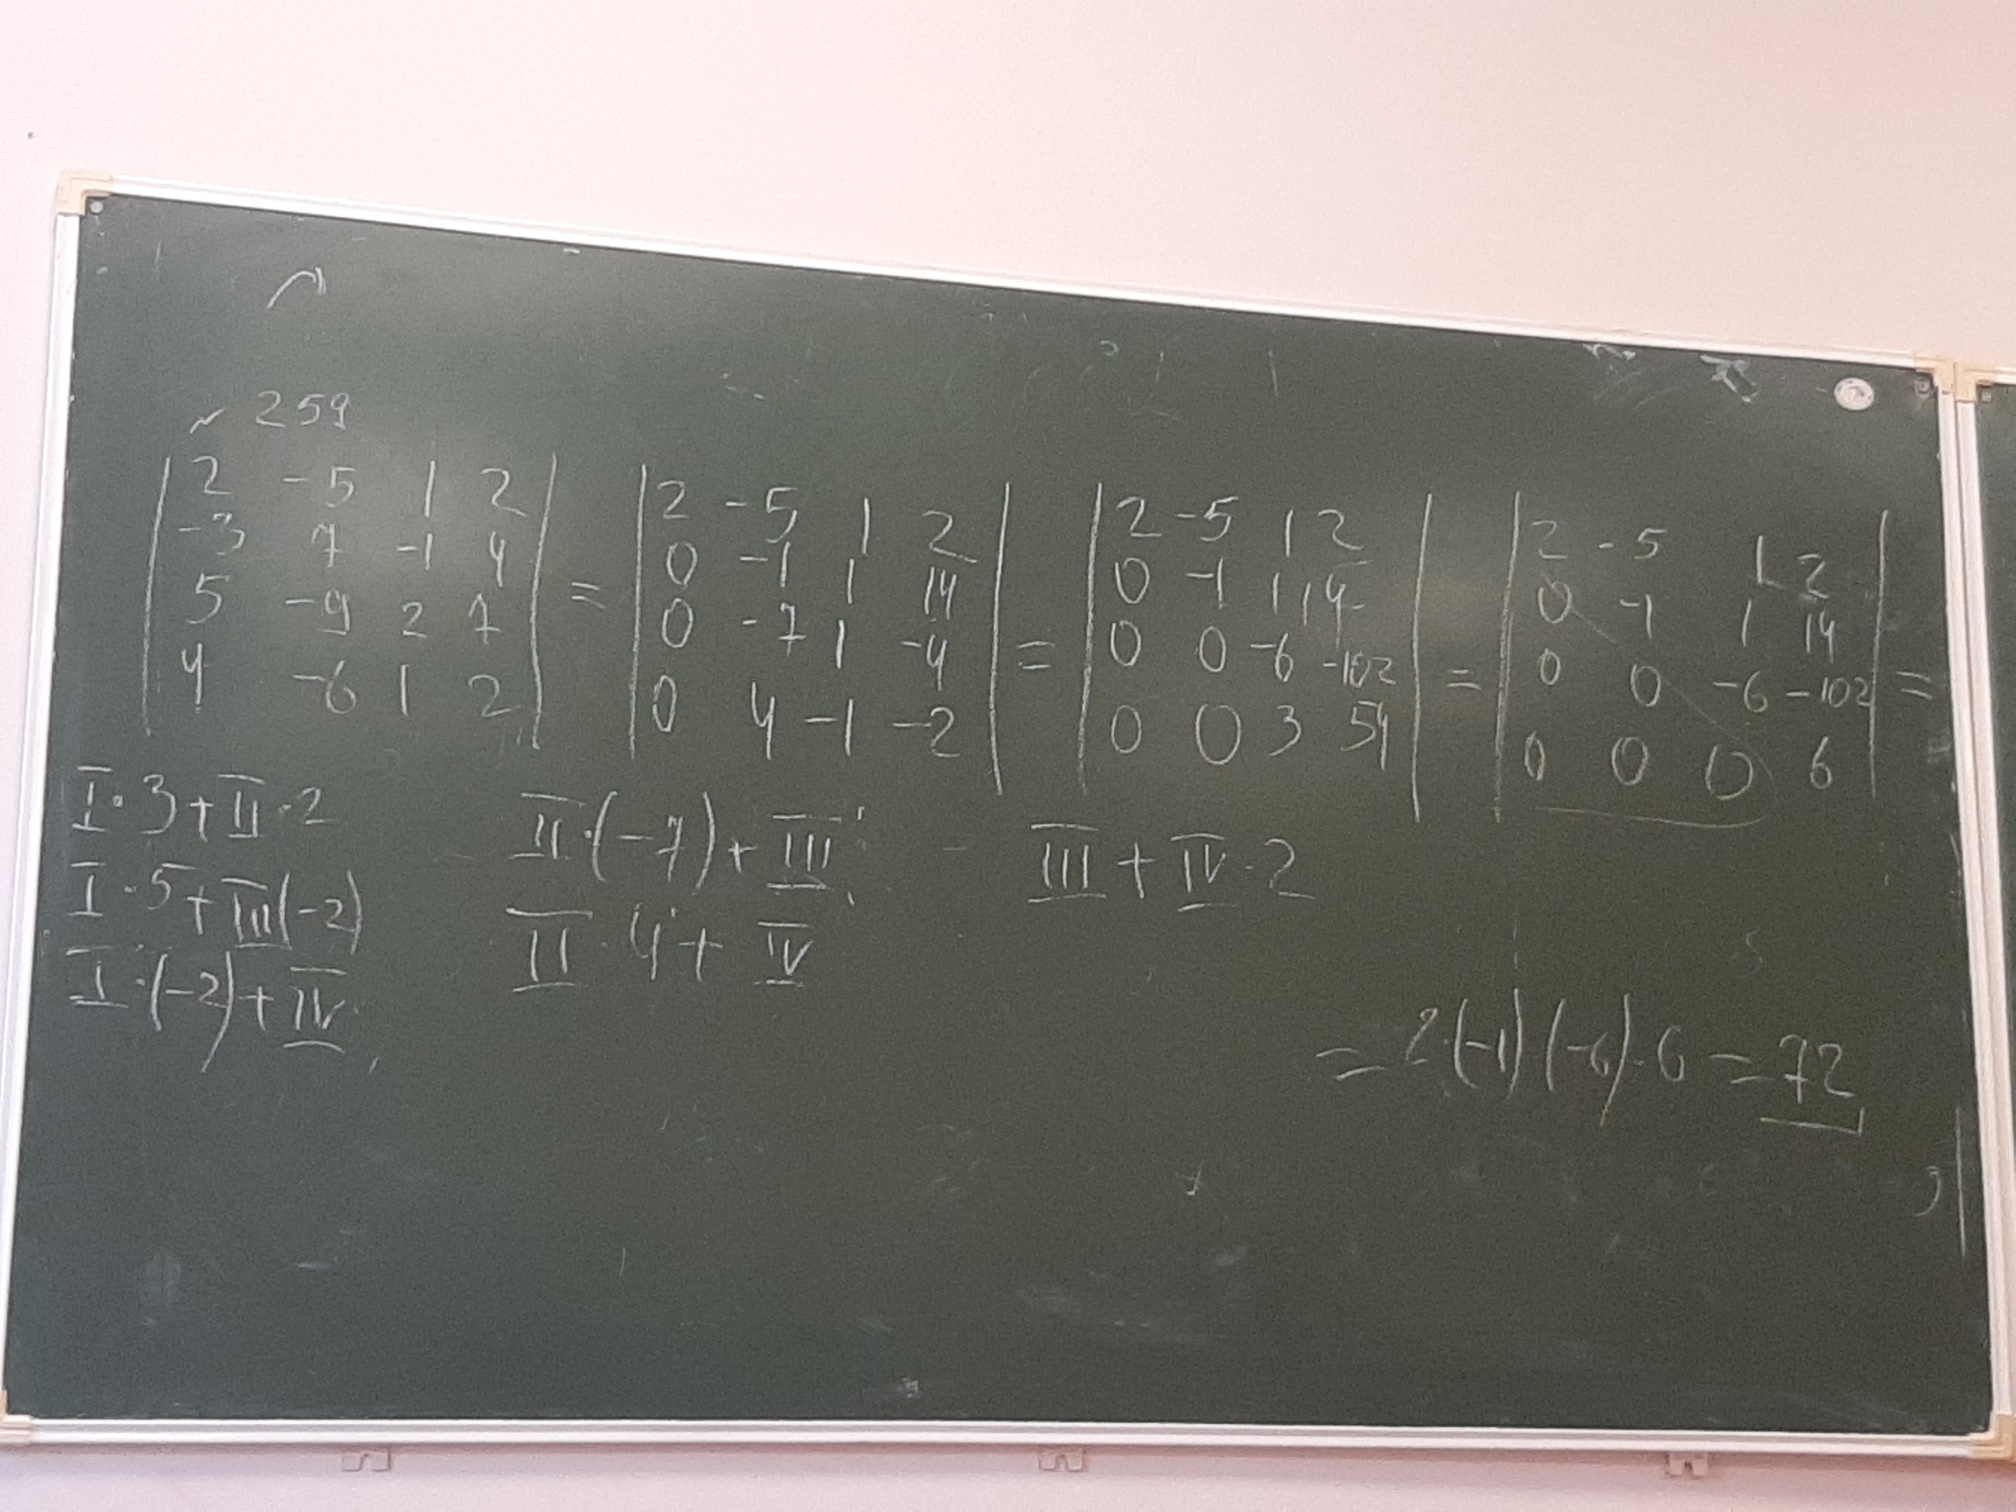 ~ 259
| 2 -5 1 2 | | 2 -5 1 2 | | 2 -5 1 2 | | 2 -5 1 2 |
| -3 7 -1 4 | | 0 -1 1 14 | | 0 -1 1 14 | | 0 -1 1 14 |
| 5 -9 2 7 | = | 0 -7 1 -4 | = | 0 0 -6 -102 | = | 0 0 -6 -102 | =
| 4 -6 1 2 | | 0 4 -1 -2 | | 0 0 3 54 | | 0 0 0 6 |
I·3+II·2
I·5+III(-2)
I·(-2)+IV
II·(-7)+III
II·4+IV
III+IV·2
=2·(-1)·(-6)·6=72